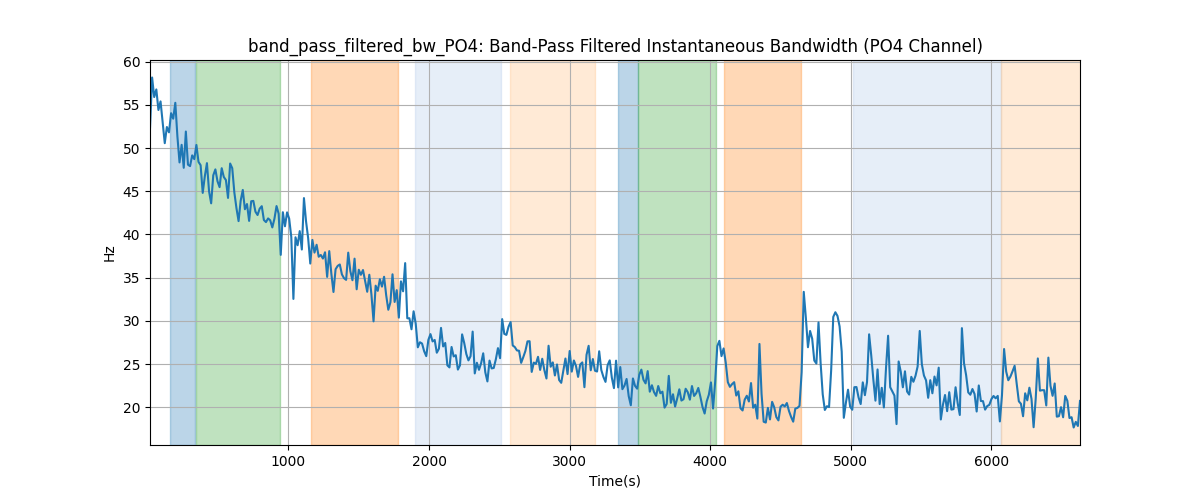 band_pass_filtered_bw_PO4: Band-Pass Filtered Instantaneous Bandwidth (PO4 Channel)
60
55
50
45
40
35
30
25
20
Hz
1000 2000 3000 4000 5000 6000
Time(s)